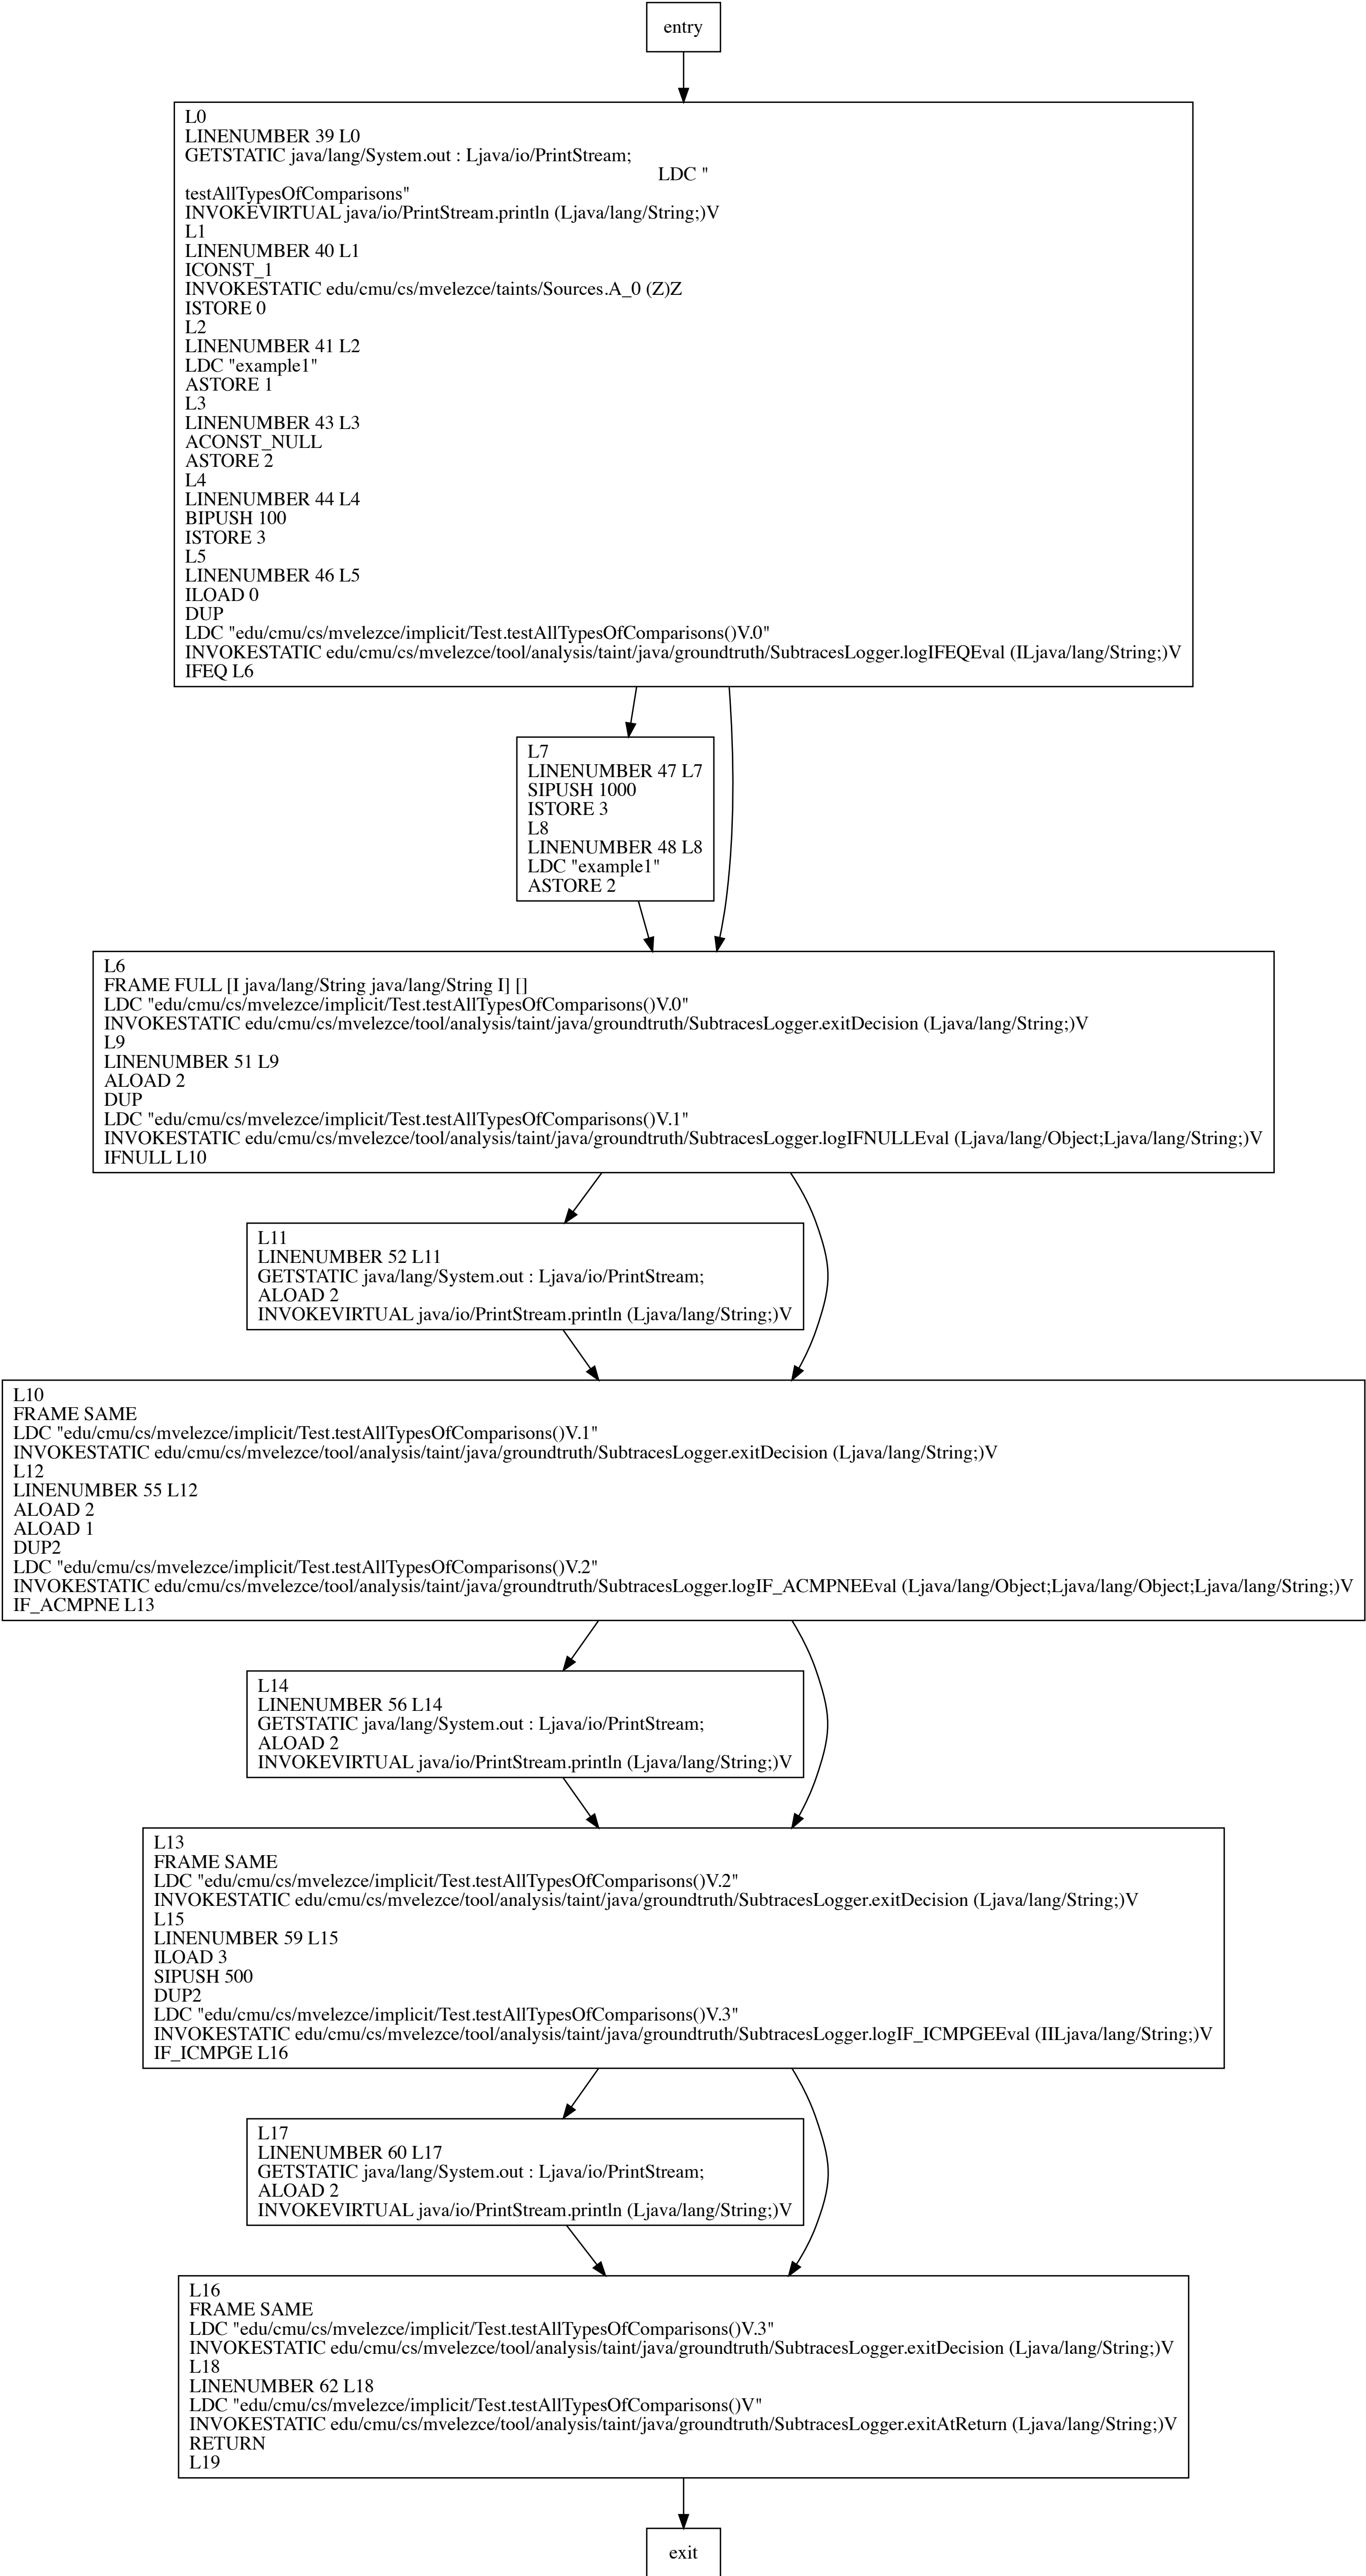 entry
L0
LINENUMBER 39 L0
GETSTATIC java/lang/System.out : Ljava/io/PrintStream;
LDC "
testAllTypesOfComparisons"
INVOKEVIRTUAL java/io/PrintStream.println (Ljava/lang/String;)V
L1
LINENUMBER 40 L1
ICONST_1
INVOKESTATIC edu/cmu/cs/mvelezce/taints/Sources.A_0 (Z)Z
ISTORE 0
L2
LINENUMBER 41 L2
LDC "example1"
ASTORE 1
L3
LINENUMBER 43 L3
ACONST_NULL
ASTORE 2
L4
LINENUMBER 44 L4
BIPUSH 100
ISTORE 3
L5
LINENUMBER 46 L5
ILOAD 0
DUP
LDC "edu/cmu/cs/mvelezce/implicit/Test.testAllTypesOfComparisons()V.0"
INVOKESTATIC edu/cmu/cs/mvelezce/tool/analysis/taint/java/groundtruth/SubtracesLogger.logIFEQEval (ILjava/lang/String;)V
IFEQ L6
L7
LINENUMBER 47 L7
SIPUSH 1000
ISTORE 3
L8
LINENUMBER 48 L8
LDC "example1"
ASTORE 2
L6
FRAME FULL [I java/lang/String java/lang/String I] []
LDC "edu/cmu/cs/mvelezce/implicit/Test.testAllTypesOfComparisons()V.0"
INVOKESTATIC edu/cmu/cs/mvelezce/tool/analysis/taint/java/groundtruth/SubtracesLogger.exitDecision (Ljava/lang/String;)V
L9
LINENUMBER 51 L9
ALOAD 2
DUP
LDC "edu/cmu/cs/mvelezce/implicit/Test.testAllTypesOfComparisons()V.1"
INVOKESTATIC edu/cmu/cs/mvelezce/tool/analysis/taint/java/groundtruth/SubtracesLogger.logIFNULLEval (Ljava/lang/Object;Ljava/lang/String;)V
IFNULL L10
L11
LINENUMBER 52 L11
GETSTATIC java/lang/System.out : Ljava/io/PrintStream;
ALOAD 2
INVOKEVIRTUAL java/io/PrintStream.println (Ljava/lang/String;)V
L10
FRAME SAME
LDC "edu/cmu/cs/mvelezce/implicit/Test.testAllTypesOfComparisons()V.1"
INVOKESTATIC edu/cmu/cs/mvelezce/tool/analysis/taint/java/groundtruth/SubtracesLogger.exitDecision (Ljava/lang/String;)V
L12
LINENUMBER 55 L12
ALOAD 2
ALOAD 1
DUP2
LDC "edu/cmu/cs/mvelezce/implicit/Test.testAllTypesOfComparisons()V.2"
INVOKESTATIC edu/cmu/cs/mvelezce/tool/analysis/taint/java/groundtruth/SubtracesLogger.logIF_ACMPNEEval (Ljava/lang/Object;Ljava/lang/Object;Ljava/lang/String;)V
IF_ACMPNE L13
L14
LINENUMBER 56 L14
GETSTATIC java/lang/System.out : Ljava/io/PrintStream;
ALOAD 2
INVOKEVIRTUAL java/io/PrintStream.println (Ljava/lang/String;)V
L13
FRAME SAME
LDC "edu/cmu/cs/mvelezce/implicit/Test.testAllTypesOfComparisons()V.2"
INVOKESTATIC edu/cmu/cs/mvelezce/tool/analysis/taint/java/groundtruth/SubtracesLogger.exitDecision (Ljava/lang/String;)V
L15
LINENUMBER 59 L15
ILOAD 3
SIPUSH 500
DUP2
LDC "edu/cmu/cs/mvelezce/implicit/Test.testAllTypesOfComparisons()V.3"
INVOKESTATIC edu/cmu/cs/mvelezce/tool/analysis/taint/java/groundtruth/SubtracesLogger.logIF_ICMPGEEval (IILjava/lang/String;)V
IF_ICMPGE L16
L17
LINENUMBER 60 L17
GETSTATIC java/lang/System.out : Ljava/io/PrintStream;
ALOAD 2
INVOKEVIRTUAL java/io/PrintStream.println (Ljava/lang/String;)V
L16
FRAME SAME
LDC "edu/cmu/cs/mvelezce/implicit/Test.testAllTypesOfComparisons()V.3"
INVOKESTATIC edu/cmu/cs/mvelezce/tool/analysis/taint/java/groundtruth/SubtracesLogger.exitDecision (Ljava/lang/String;)V
L18
LINENUMBER 62 L18
LDC "edu/cmu/cs/mvelezce/implicit/Test.testAllTypesOfComparisons()V"
INVOKESTATIC edu/cmu/cs/mvelezce/tool/analysis/taint/java/groundtruth/SubtracesLogger.exitAtReturn (Ljava/lang/String;)V
RETURN
L19
exit